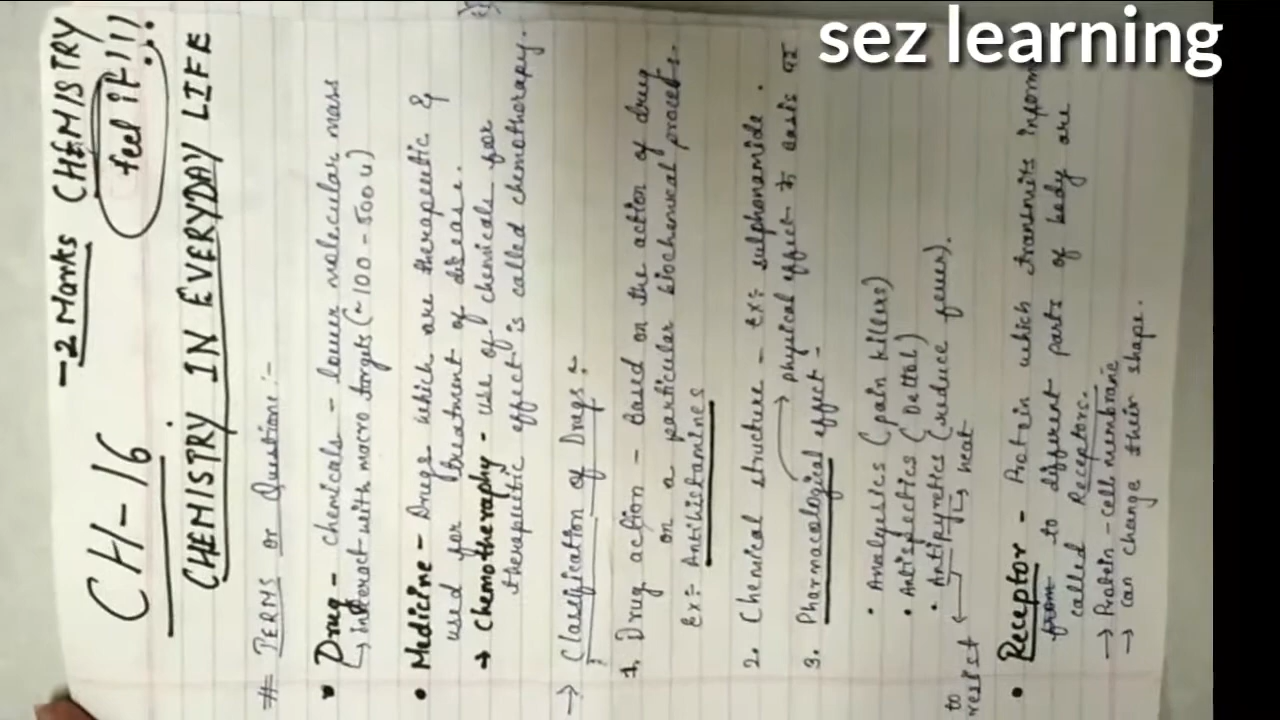 sez learning
CH-16 - 2 Marks CHEMISTRY
feel it!!!
CHEMISTRY IN EVERYDAY LIFE
# TERMS or Questions:-
• Drug - chemicals - lower molecular mass
↳ interact with macro targets (~100-500u)
• Medicine - Drugs which are therapeutic &
used for treatment of disease.
→ Chemotheraphy - use of chemicals for
therapeutic effect is called chemotherapy.
→ Classification of Drugs :
1. Drug action - Based on the action of drug
on a particular biochemical process.
Ex:- Antihistamines
2. Chemical structure - Ex:- sulphonamide.
→ physical effect के basis पर
3. Pharmacological effect -
• Analgesics (pain killers)
• Antiseptics (Dettol)
• Antipyretics (reduce fever).
to resist ← ↳ heat
• Receptor - Protein which transmits inform
from to different parts of body are
called Receptors.
→ Protein - cell membrane
→ can change their shape.